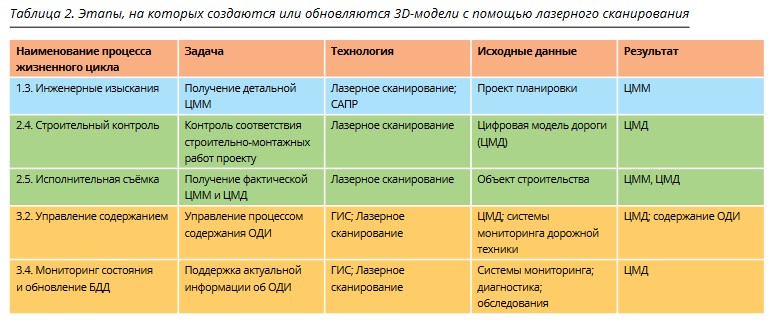 Таблица 2. Этапы, на которых создаются или обновляются 3D-модели с помощью лазерного сканирования
Наименование процесса жизненного цикла
Задача
Технология
Исходные данные
Результат
1.3. Инженерные изыскания
Получение детальной ЦММ
Лазерное сканирование; САПР
Проект планировки
ЦММ
2.4. Строительный контроль
Контроль соответствия строительно-монтажных работ проекту
Лазерное сканирование
Цифровая модель дороги (ЦМД)
ЦМД
2.5. Исполнительная съёмка
Получение фактической ЦММ и ЦМД
Лазерное сканирование
Объект строительства
ЦММ, ЦМД
3.2. Управление содержанием
Управление процессом содержания ОДИ
ГИС; Лазерное сканирование
ЦМД; системы мониторинга дорожной техники
ЦМД; содержание ОДИ
3.4. Мониторинг состояния и обновление БДД
Поддержка актуальной информации об ОДИ
ГИС; Лазерное сканирование
Системы мониторинга; диагностика; обследования
ЦМД